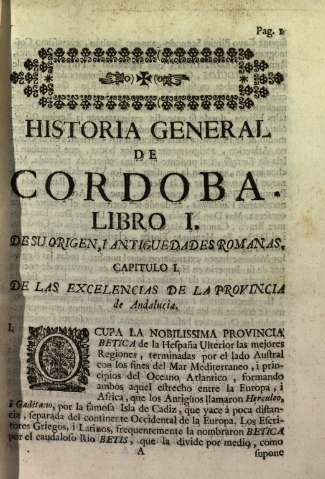 Pag. 1
HISTORIA GENERAL
DE
CORDOBA.
LIBRO I.
DE SU ORIGEN, I ANTIGUEDADES ROMANAS.
CAPITULO I.
DE LAS EXCELENCIAS DE LA PROVINCIA
de Andalucia.
I.
OCUPA LA NOBILISSIMA PROVINCIA
BETICA de la Hespaña Ulterior las mejores
Regiones, terminadas por el lado Austral
con los fines del Mar Mediterraneo, i prin-
cipios del Oceano Atlantico, formando
ambos aquel estrecho entre la Europa, i
Africa, que los Antiguos llamaron Herculeo,
i Gaditano, por la famosa Isla de Cadiz, que yace à poca distan-
cia, separada del continente Occidental de la Europa. Los Escri-
tores Griegos, i Latinos, frequentemente la nombraron BETICA
por el caudaloso Rio BETIS, que la divide por medio, como
A
supone